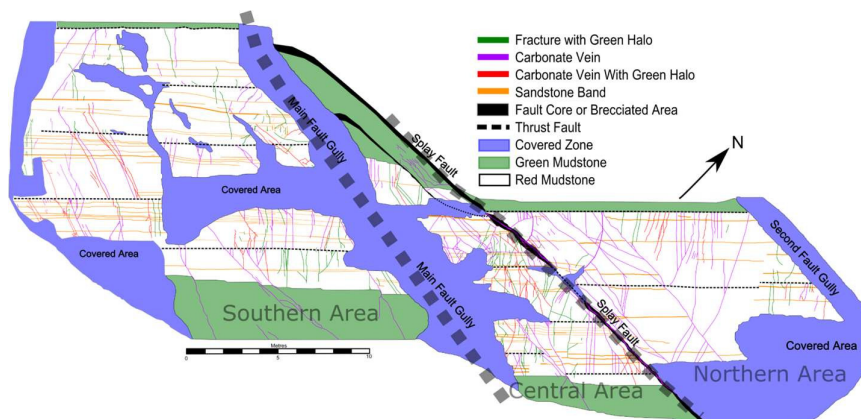 Fracture with Green Halo
Carbonate Vein
Carbonate Vein With Green Halo
Sandstone Band
Fault Core or Brecciated Area
Thrust Fault
Covered Zone
Green Mudstone
Red Mudstone
N
Main Fault Gully
Splay Fault
Covered Area
Covered Area
Main Fault Gully
Second Fault Gully
Splay Fault
Southern Area
Covered Area
Metres
0 5 10
Central Area
Northern Area